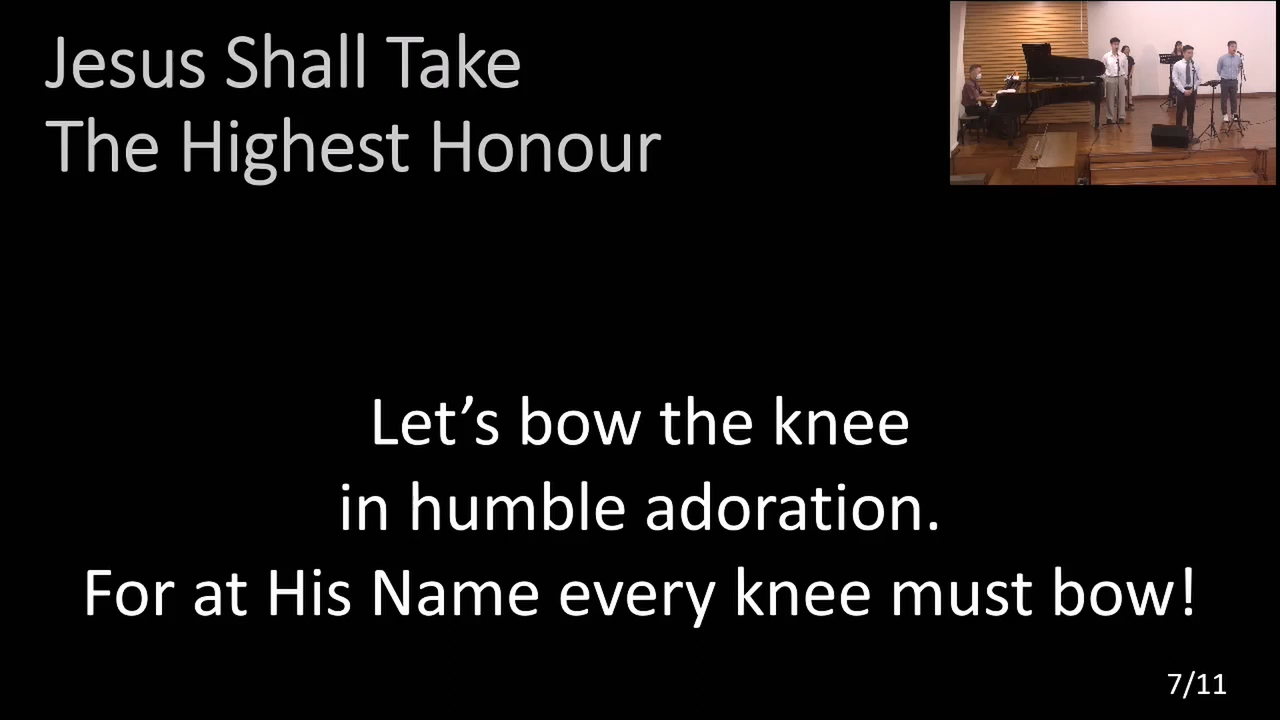 Jesus Shall Take
The Highest Honour
Let’s bow the knee
in humble adoration.
For at His Name every knee must bow!
7/11